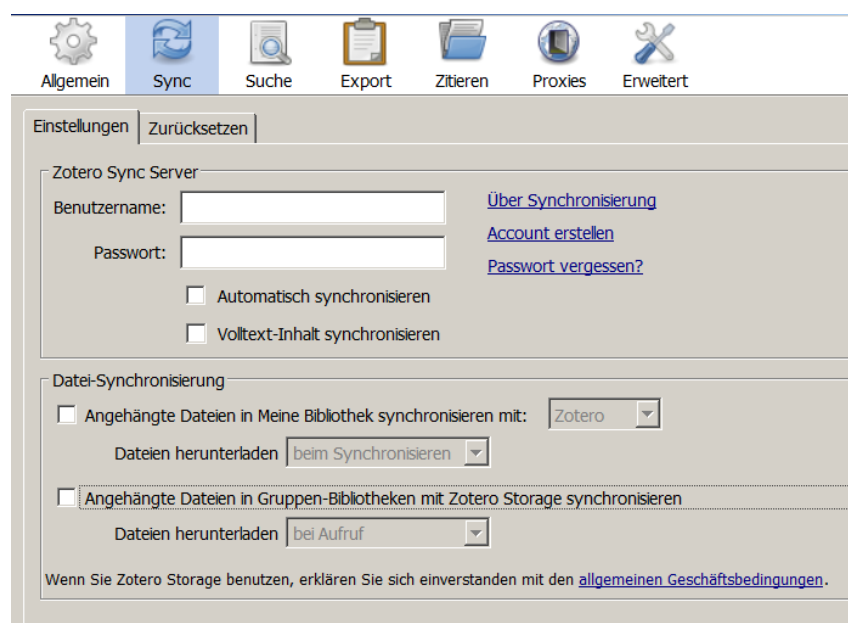 Allgemein Sync Suche Export Zitieren Proxies Erweitert
Einstellungen Zurücksetzen
Zotero Sync Server
Benutzername: Über Synchronisierung
Account erstellen
Passwort: Passwort vergessen?
Automatisch synchronisieren
Volltext-Inhalt synchronisieren
Datei-Synchronisierung
Angehängte Dateien in Meine Bibliothek synchronisieren mit: Zotero
Dateien herunterladen beim Synchronisieren
Angehängte Dateien in Gruppen-Bibliotheken mit Zotero Storage synchronisieren
Dateien herunterladen bei Aufruf
Wenn Sie Zotero Storage benutzen, erklären Sie sich einverstanden mit den allgemeinen Geschäftsbedingungen.